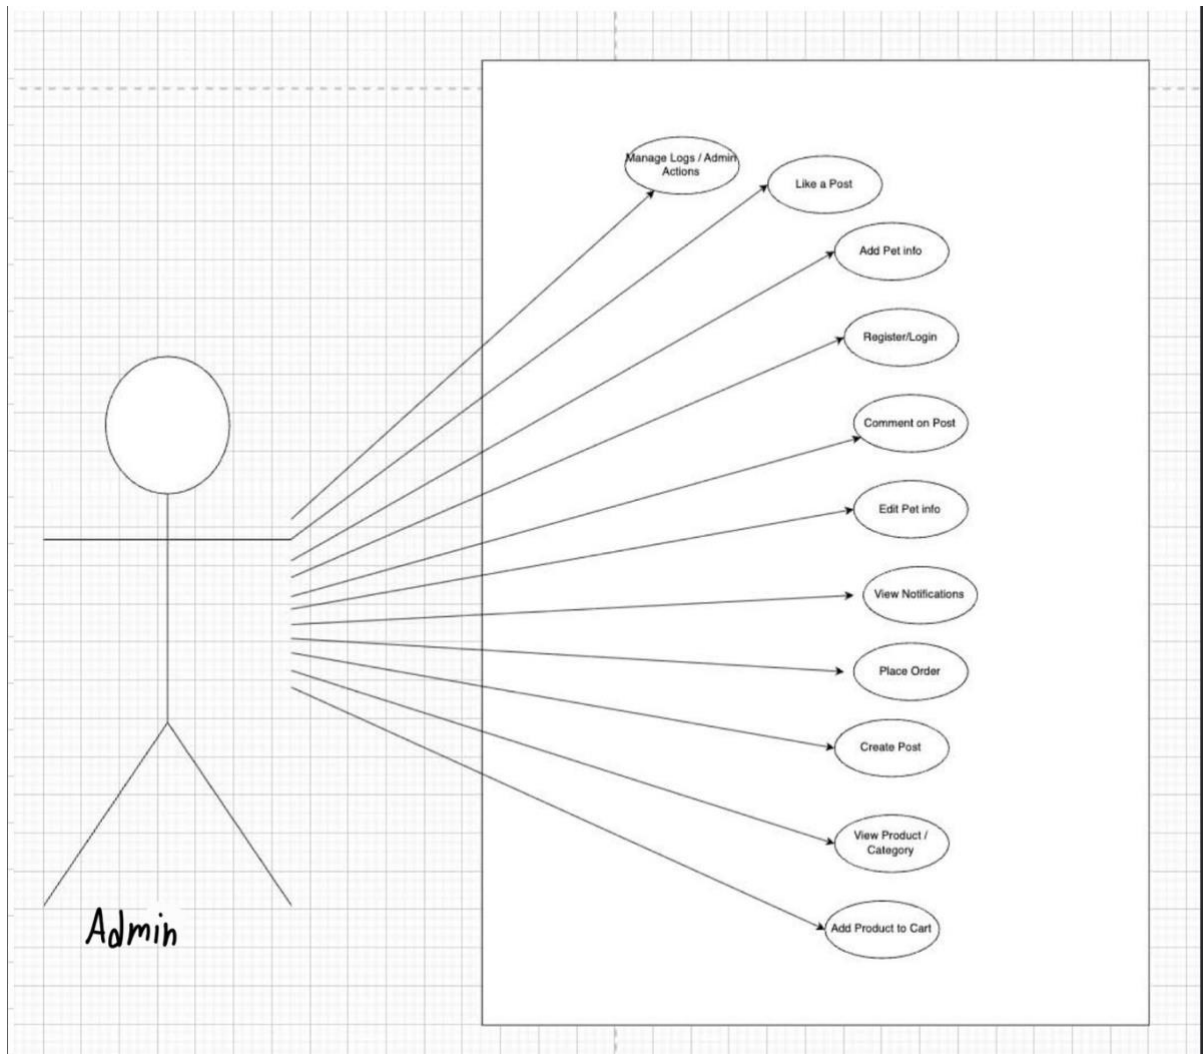 Manage Logs / Admin
Actions
Like a Post
Add Pet info
Register/Login
Comment on Post
Edit Pet info
View Notifications
Place Order
Create Post
View Product /
Category
Add Product to Cart
Admin